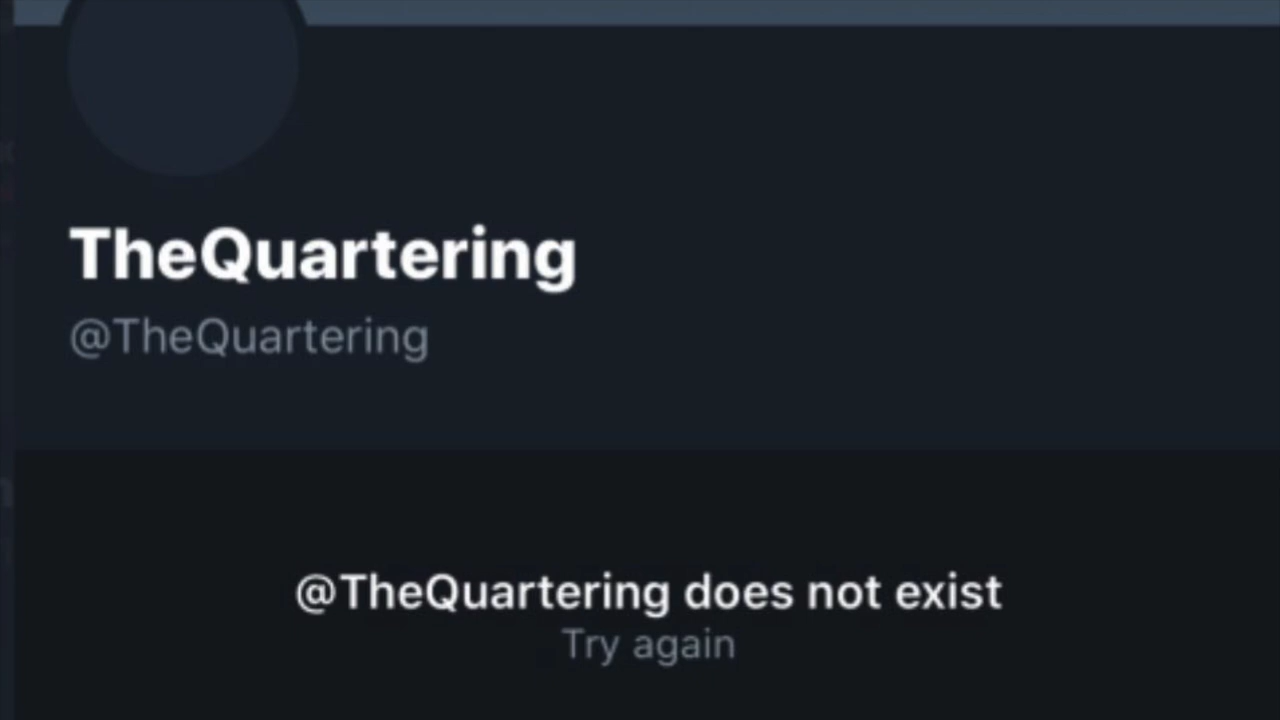 TheQuartering
@TheQuartering
@TheQuartering does not exist
Try again